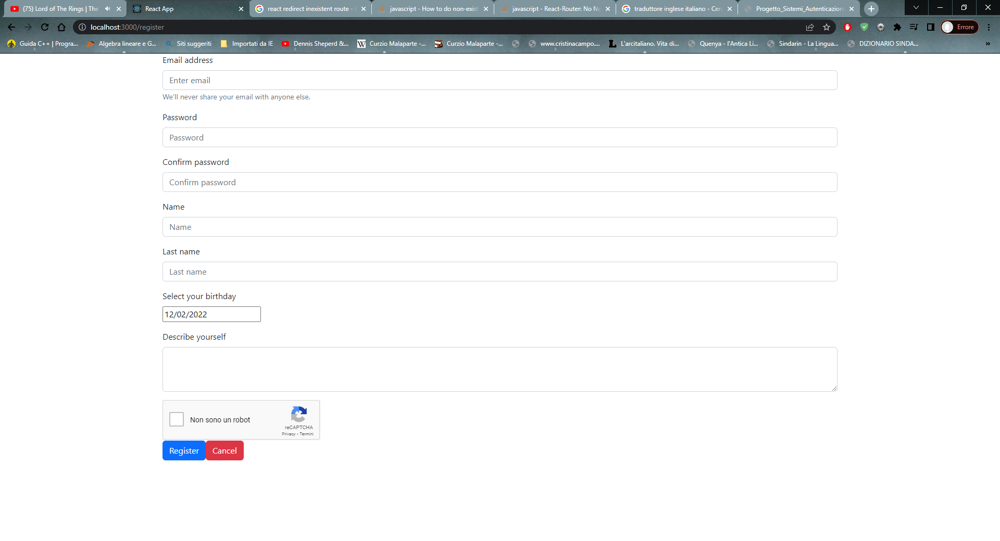 (75) Lord of The Rings | The
React App
react redirect inexistent route -
javascript - How to do non-exist
javascript - React-Router: No No
traduttore inglese italiano - Cerc
Progetto_Sistemi_Autenticazion
Errore
localhost:3000/register
Guida C++ | Progra...
Algebra lineare e G...
Siti suggeriti
Importati da IE
Dennis Sheperd &...
Curzio Malaparte -...
Curzio Malaparte -...
www.cristinacampo....
L'arcitaliano. Vita di...
Quenya - l'Antica Li...
Sindarin - La Lingua...
DIZIONARIO SINDA...
Email address
Enter email
We'll never share your email with anyone else.
Password
Password
Confirm password
Confirm password
Name
Name
Last name
Last name
Select your birthday
12/02/2022
Describe yourself
Non sono un robot
reCAPTCHA
Privacy - Termini
Register Cancel